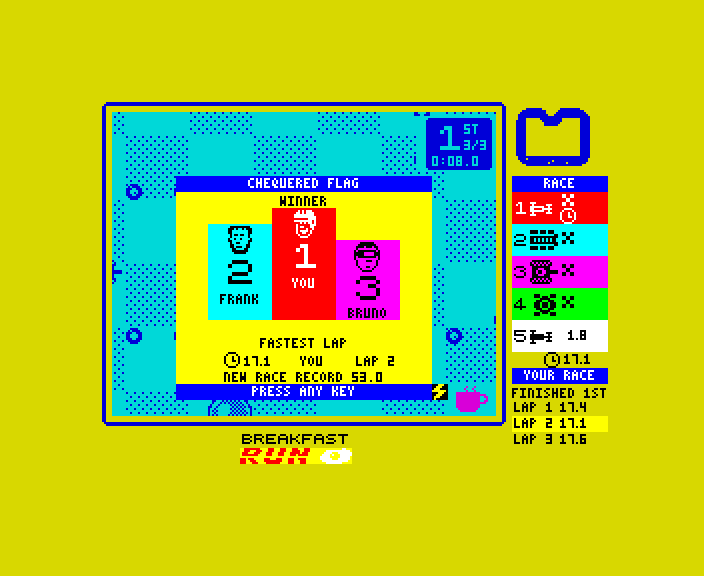 1 ST
3/3
0:08.0
CHEQUERED FLAG
WINNER
1
YOU
2
FRANK
3
BRUNO
FASTEST LAP
17.1 YOU LAP 2
NEW RACE RECORD 53.0
PRESS ANY KEY
BREAKFAST
RUN
RACE
1 X
2 X
3 X
4 X
5 1.8
17.1
YOUR RACE
FINISHED 1ST
LAP 1 17.4
LAP 2 17.1
LAP 3 17.6